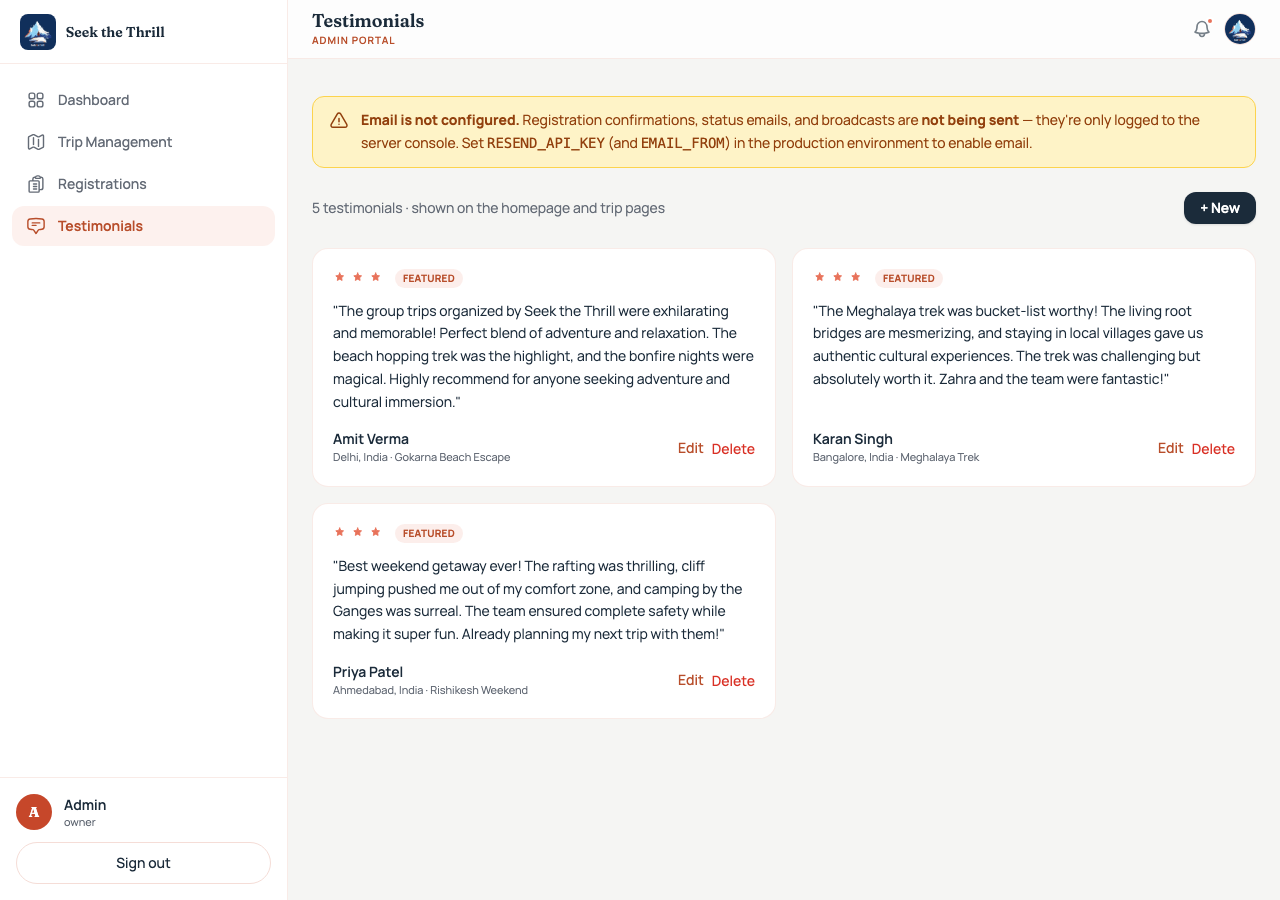 Seek the Thrill
Dashboard
Trip Management
Registrations
Testimonials
Admin
owner
Sign out
Testimonials
ADMIN PORTAL
Email is not configured. Registration confirmations, status emails, and broadcasts are not being sent — they're only logged to the
server console. Set RESEND_API_KEY (and EMAIL_FROM) in the production environment to enable email.
5 testimonials · shown on the homepage and trip pages
+ New
FEATURED
"The group trips organized by Seek the Thrill were exhilarating
and memorable! Perfect blend of adventure and relaxation. The
beach hopping trek was the highlight, and the bonfire nights were
magical. Highly recommend for anyone seeking adventure and
cultural immersion."
Amit Verma
Delhi, India · Gokarna Beach Escape
Edit Delete
FEATURED
"The Meghalaya trek was bucket-list worthy! The living root
bridges are mesmerizing, and staying in local villages gave us
authentic cultural experiences. The trek was challenging but
absolutely worth it. Zahra and the team were fantastic!"
Karan Singh
Bangalore, India · Meghalaya Trek
Edit Delete
FEATURED
"Best weekend getaway ever! The rafting was thrilling, cliff
jumping pushed me out of my comfort zone, and camping by the
Ganges was surreal. The team ensured complete safety while
making it super fun. Already planning my next trip with them!"
Priya Patel
Ahmedabad, India · Rishikesh Weekend
Edit Delete